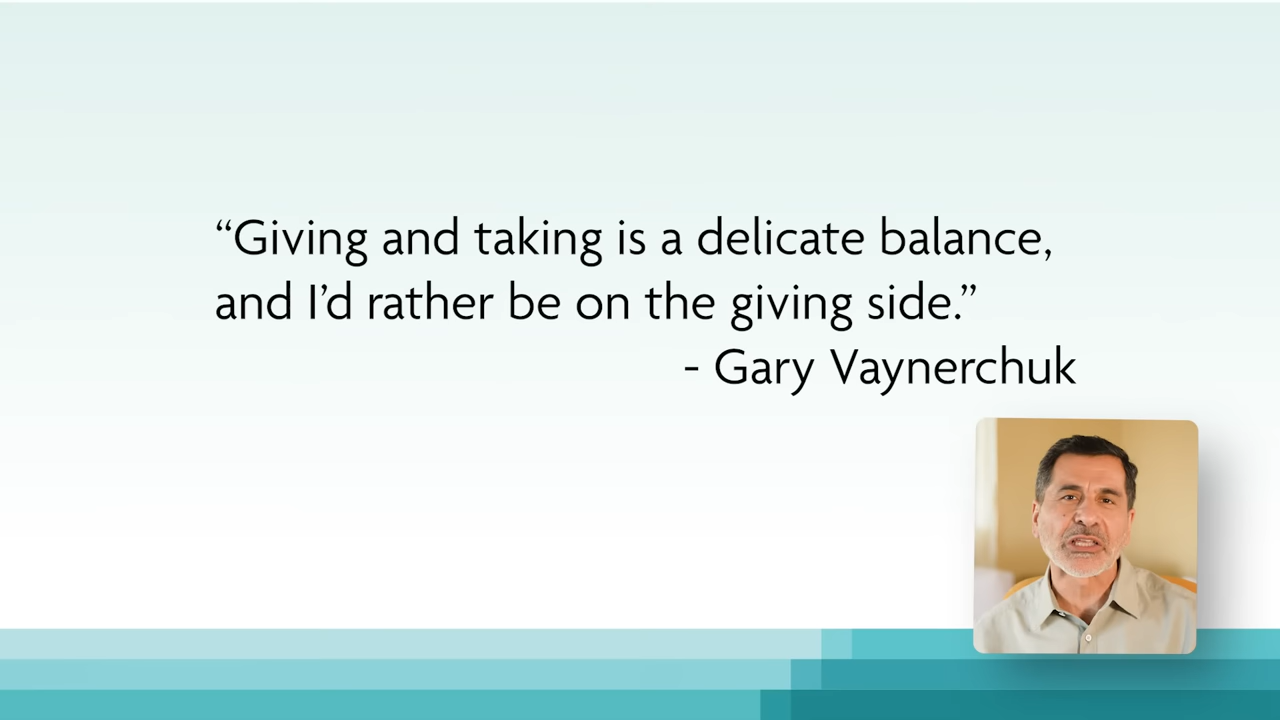 “Giving and taking is a delicate balance,
and I’d rather be on the giving side.”
- Gary Vaynerchuk